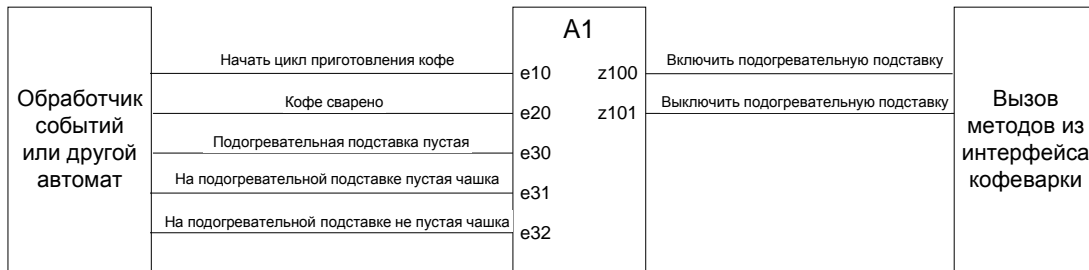 Обработчик
событий
или другой
автомат
Начать цикл приготовления кофе
Кофе сварено
Подогревательная подставка пустая
На подогревательной подставке пустая чашка
На подогревательной подставке не пустая чашка
A1
e10
z100
e20
z101
e30
e31
e32
Включить подогревательную подставку
Выключить подогревательную подставку
Вызов
методов из
интерфейса
кофеварки